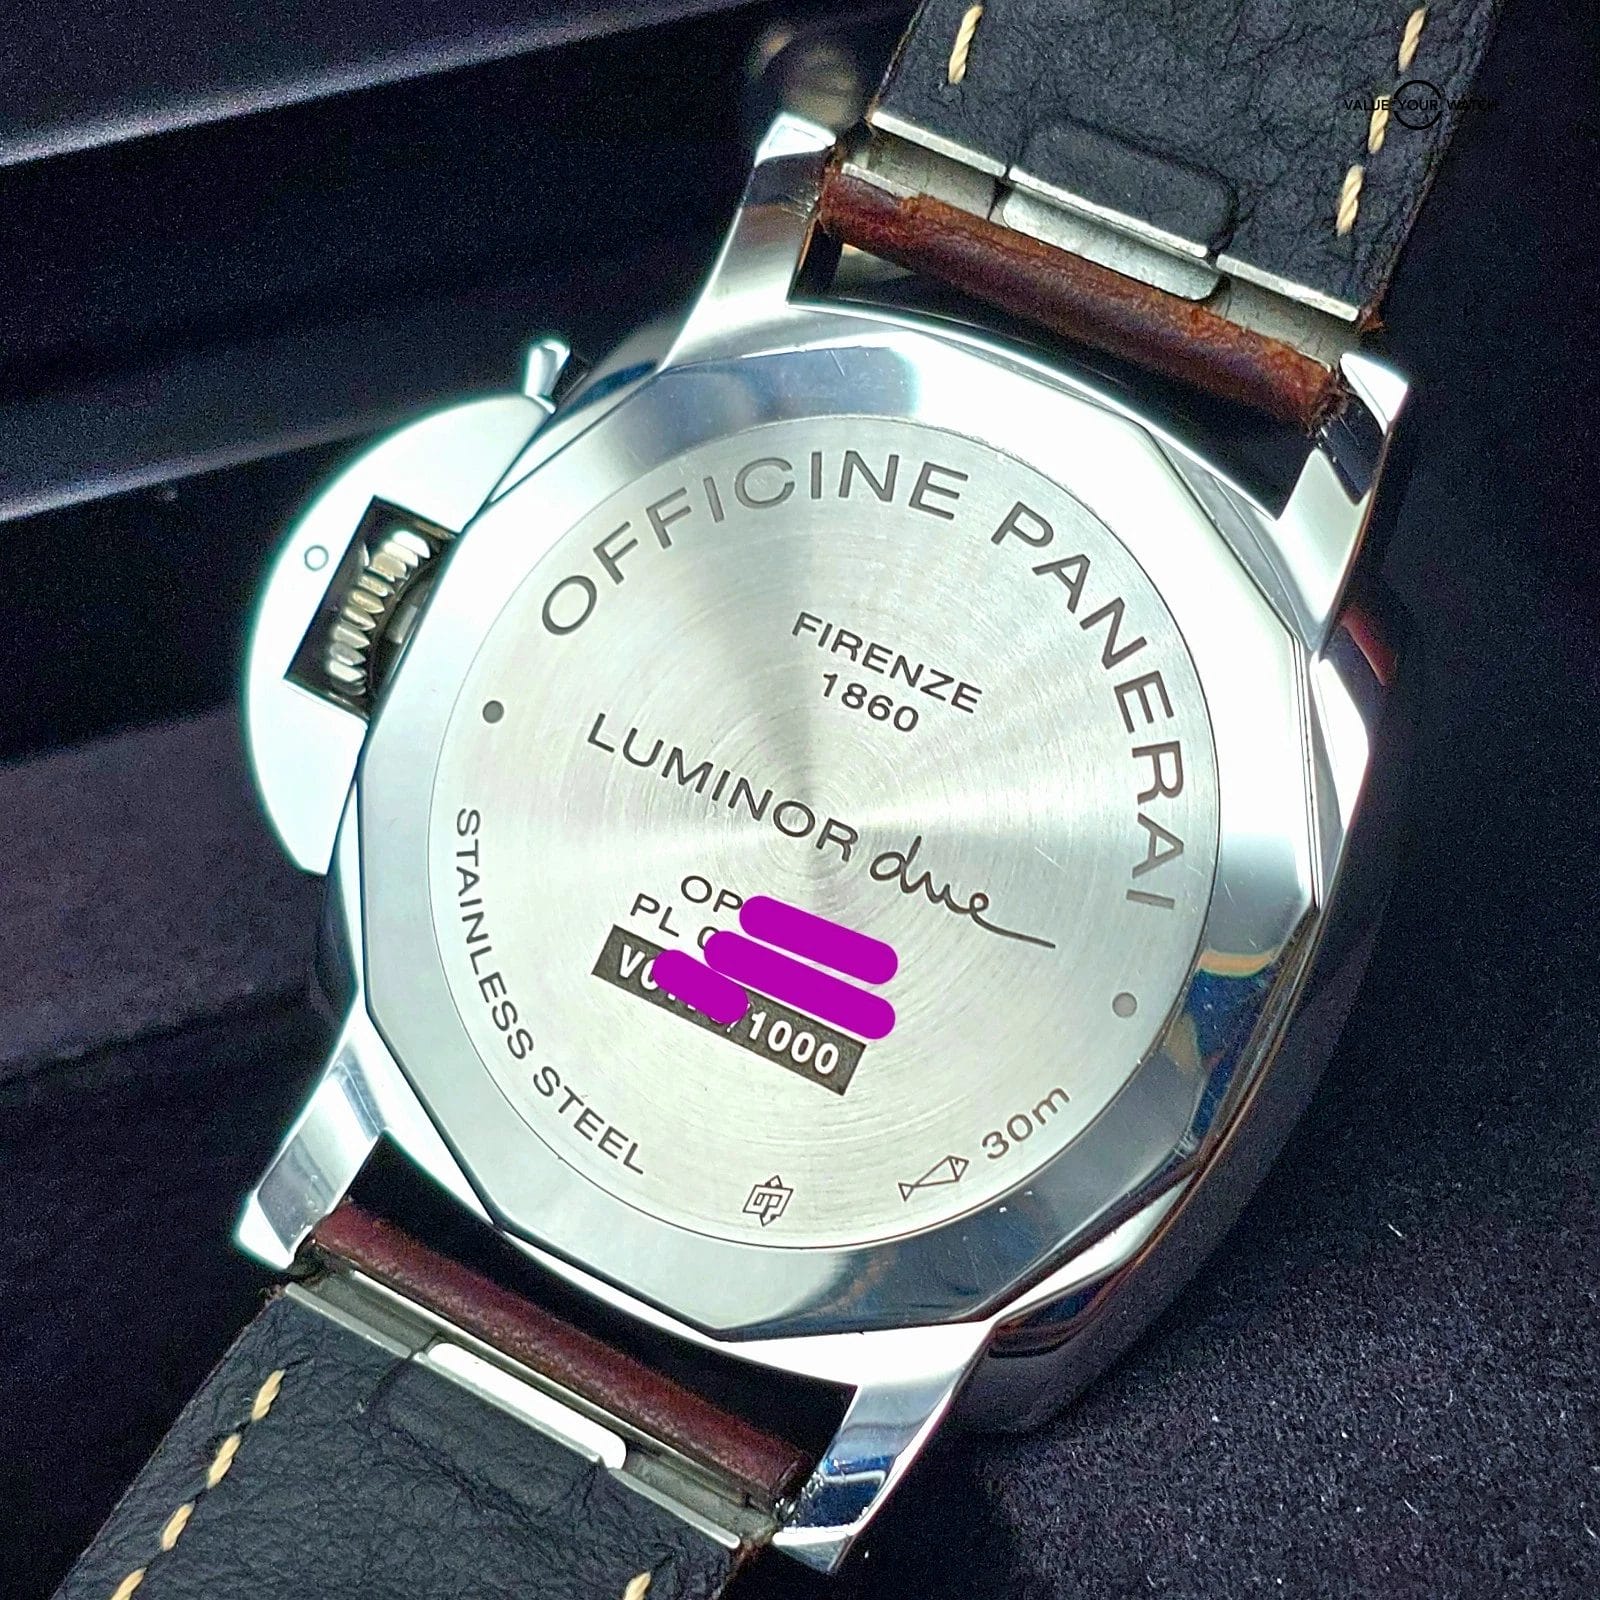 VALUE YOUR WATCH
OFFICINE PANERAI
FIRENZE
1860
LUMINOR due
OP
PL
1000
STAINLESS STEEL
30m